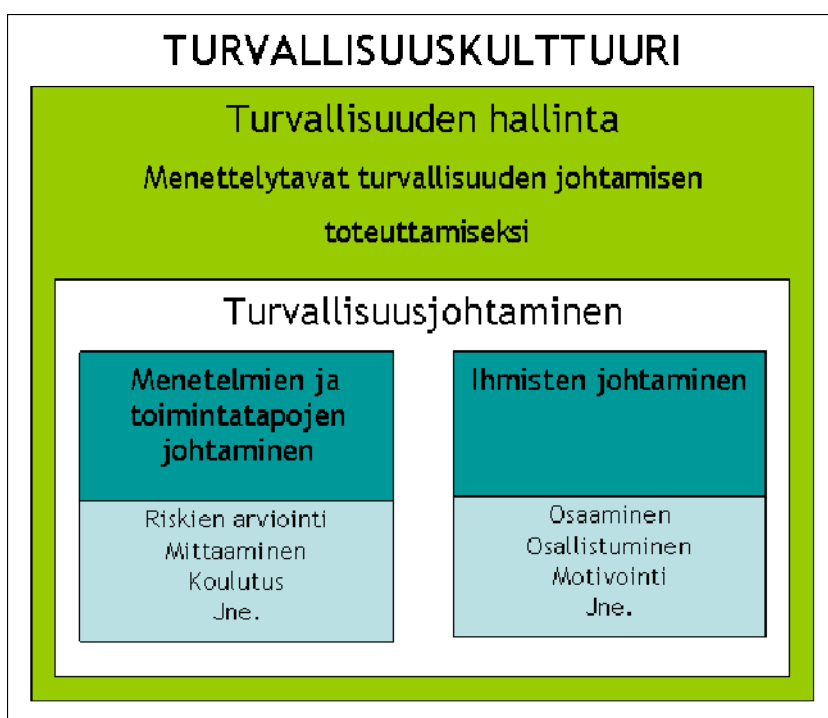 TURVALLISUUSKULTTUURI
Turvallisuuden hallinta
Menettelytavat turvallisuuden johtamisen
toteuttamiseksi
Turvallisuusjohtaminen
Menetelmien ja
toimintatapojen
johtaminen
Riskien arviointi
Mittaaminen
Koulutus
Jne.
Ihmisten johtaminen
Osaaminen
Osallistuminen
Motivointi
Jne.